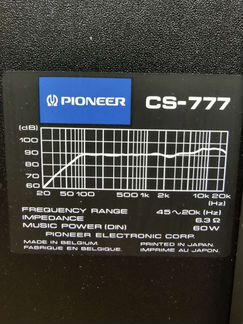 PIONEER CS-777
(dB)
100
90
80
70
60
20 50 100 500 1k 2k 10k 20k
(Hz)
FREQUENCY RANGE 45∿20k (Hz)
IMPEDANCE 6.3 Ω
MUSIC POWER (DIN) 60W
PIONEER ELECTRONIC CORP.
MADE IN BELGIUM. PRINTED IN JAPAN.
FABRIQUE EN BELGIQUE. IMPRIME AU JAPON.